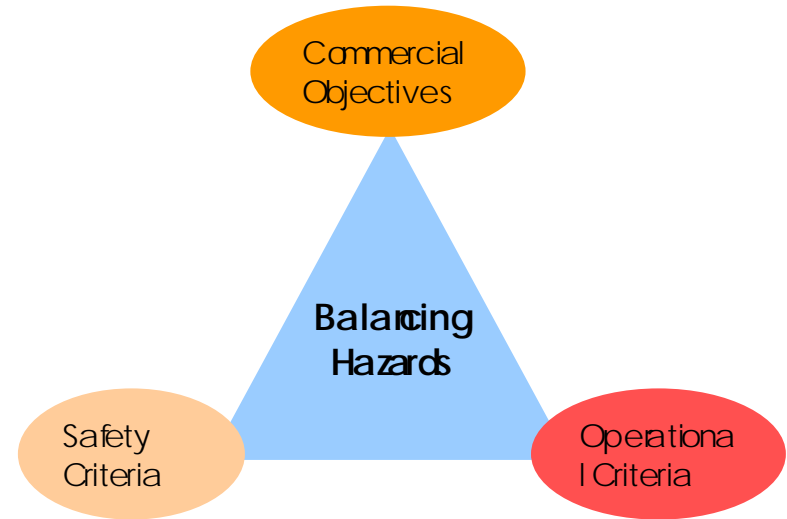 Commercial
Objectives
Balancing
Hazards
Safety
Criteria
Operationa
l Criteria